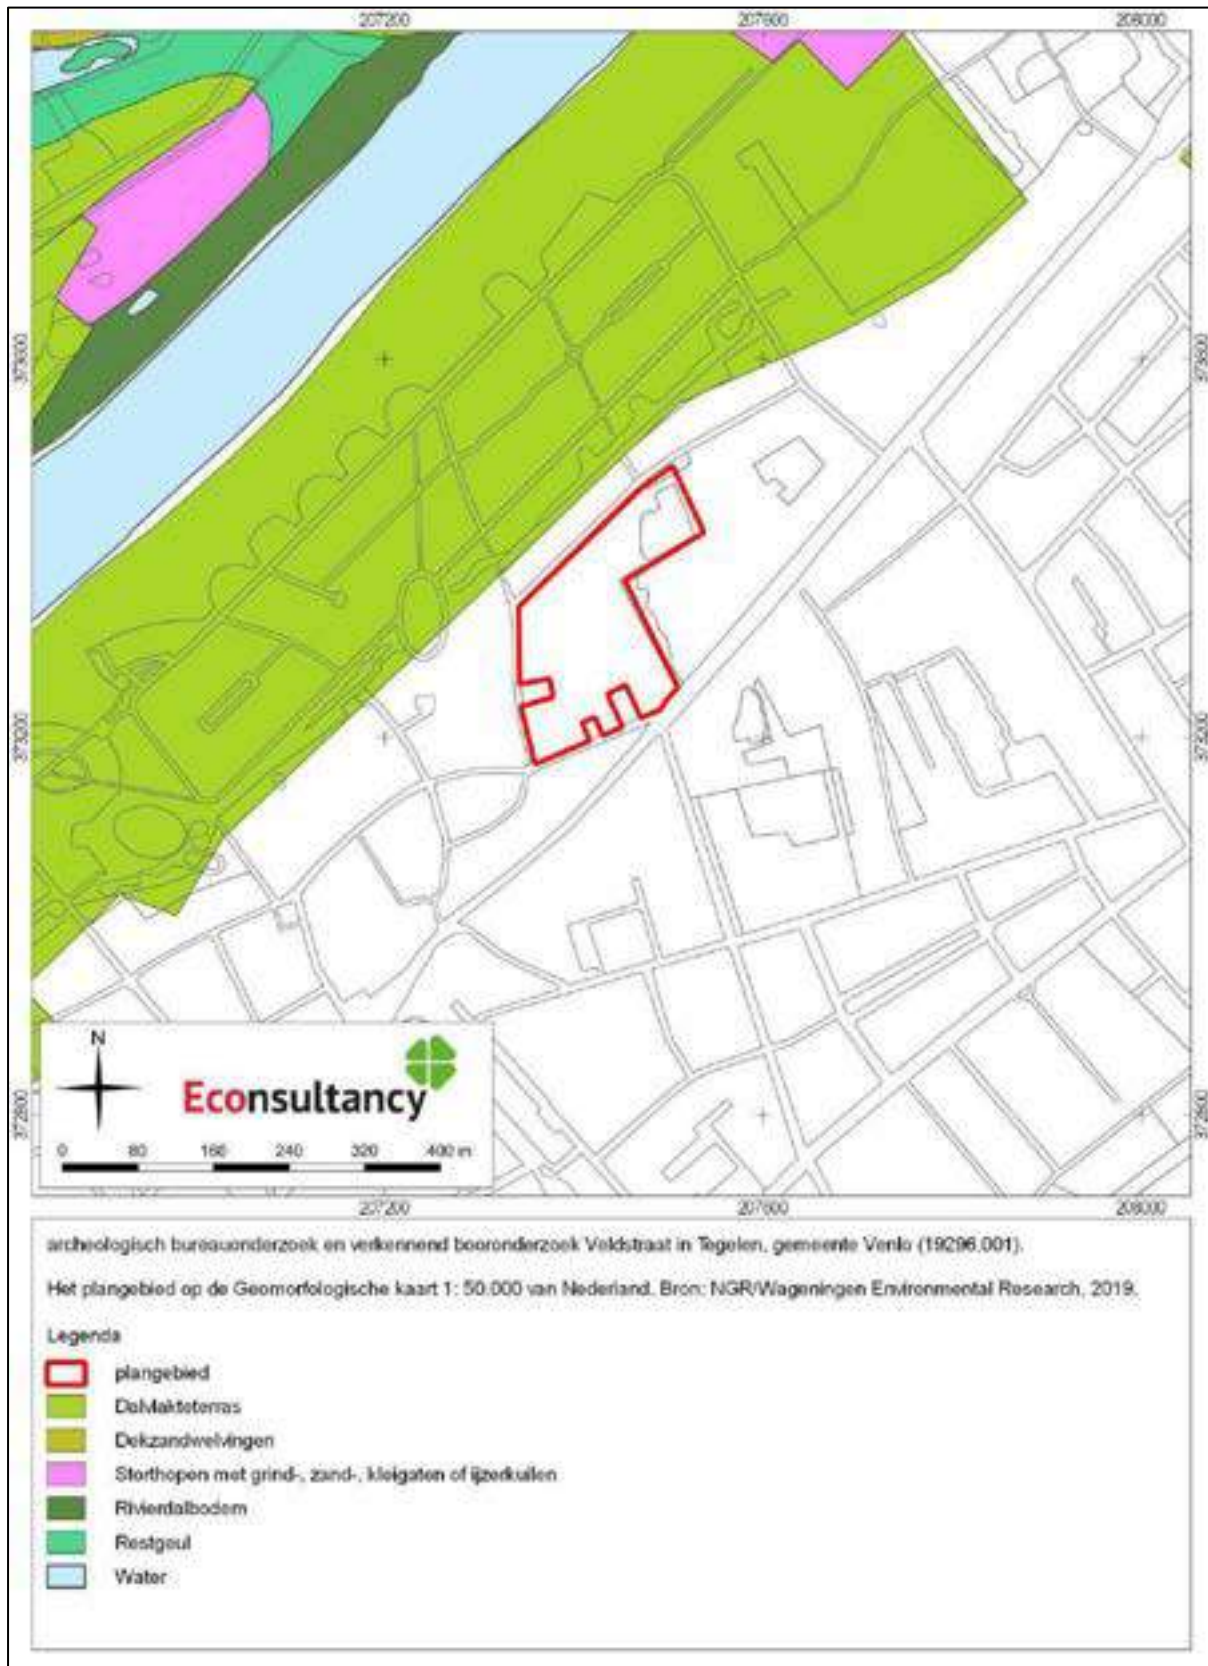 207200 207600 208000
373600 373600
373200 373200
372800 372800
N
Econsultancy
0 80 160 240 320 400 m
207200 207600 208000
archeologisch bureauonderzoek en verkennend booronderzoek Veldstraat in Tegelen, gemeente Venlo (19296.001).
Het plangebied op de Geomorfologische kaart 1: 50.000 van Nederland. Bron: NGR/Wageningen Environmental Research, 2019.
Legenda
plangebied
Dalvlakteterras
Dekzandwelvingen
Storthopen met grind-, zand-, kleigaten of ijzerkuilen
Rivierdalbodem
Restgeul
Water